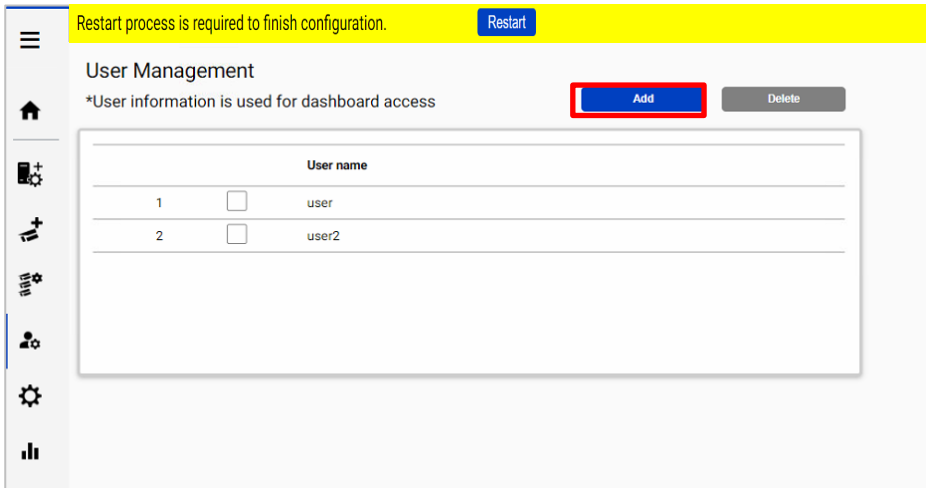 Restart process is required to finish configuration. Restart
User Management
*User information is used for dashboard access
Add Delete
User name
1 user
2 user2